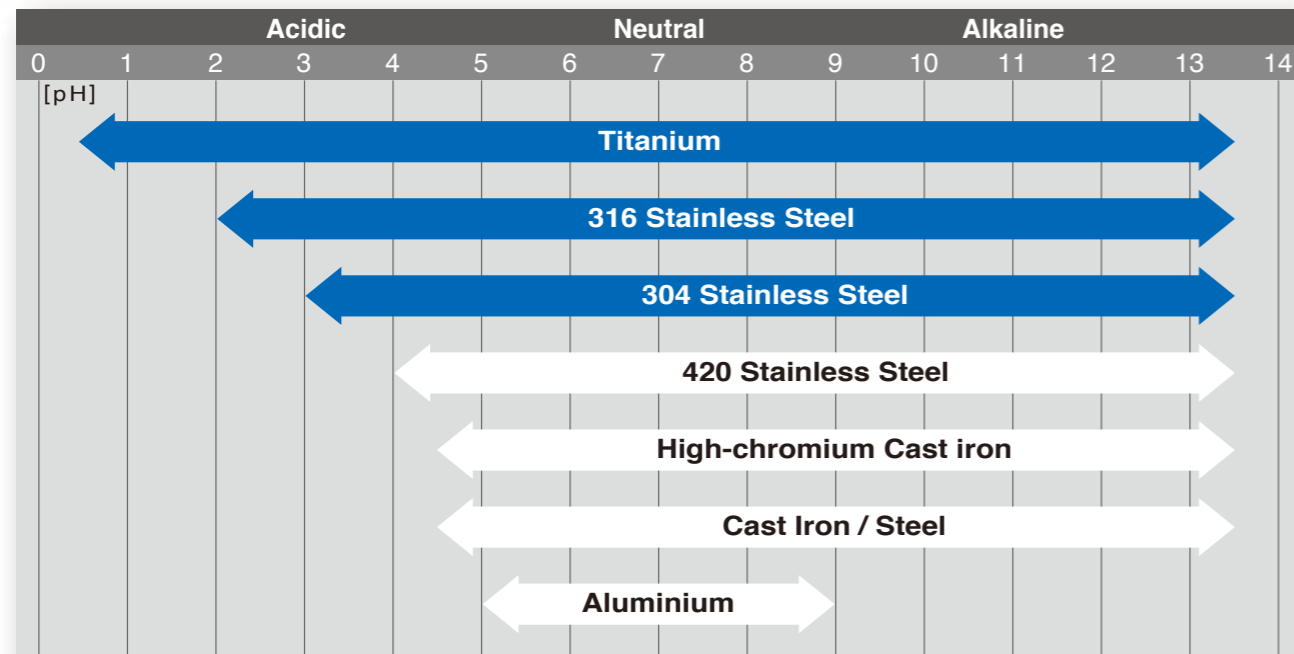 Acidic Neutral Alkaline
0 1 2 3 4 5 6 7 8 9 10 11 12 13 14
[pH]
Titanium
316 Stainless Steel
304 Stainless Steel
420 Stainless Steel
High-chromium Cast iron
Cast Iron / Steel
Aluminium